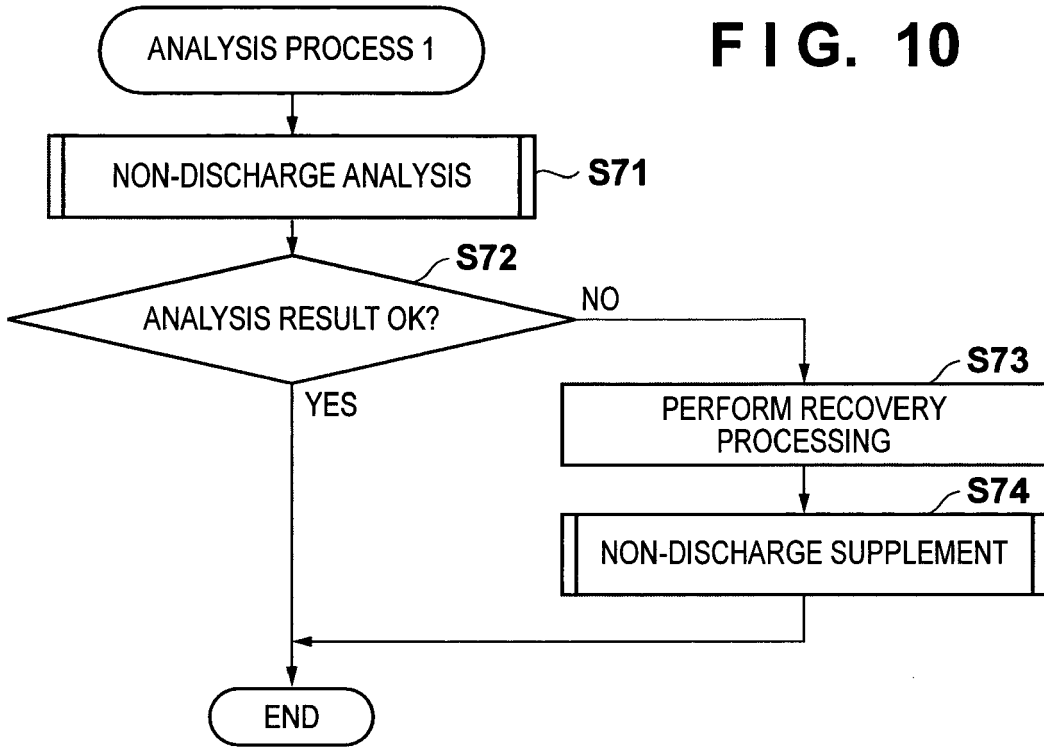 FIG. 10
ANALYSIS PROCESS 1
NON-DISCHARGE ANALYSIS
S71
S72
ANALYSIS RESULT OK?
NO
YES
S73
PERFORM RECOVERY
PROCESSING
S74
NON-DISCHARGE SUPPLEMENT
END